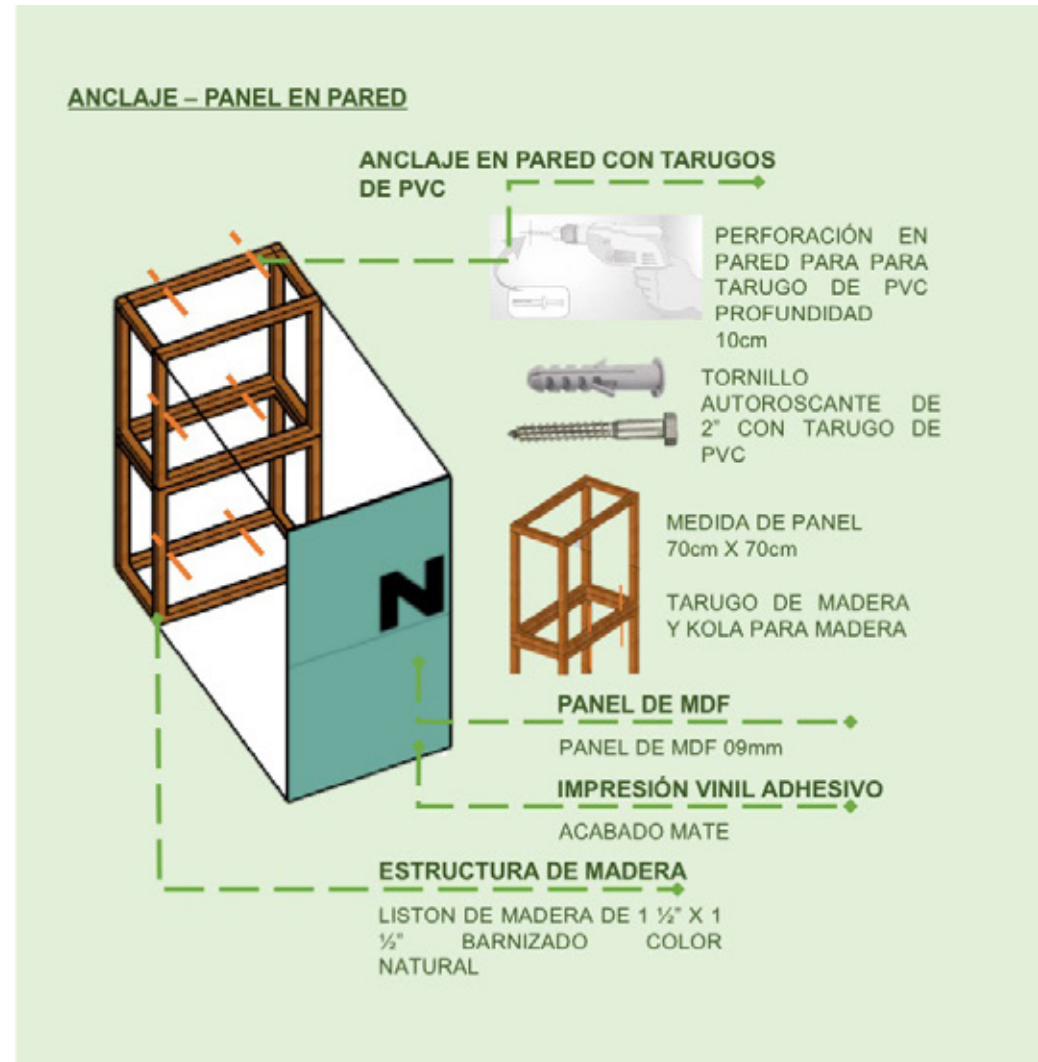 ANCLAJE – PANEL EN PARED
ANCLAJE EN PARED CON TARUGOS
DE PVC
PERFORACIÓN EN
PARED PARA PARA
TARUGO DE PVC
PROFUNDIDAD
10cm
TORNILLO
AUTOROSCANTE DE
2” CON TARUGO DE
PVC
MEDIDA DE PANEL
70cm X 70cm
TARUGO DE MADERA
Y KOLA PARA MADERA
N
PANEL DE MDF
PANEL DE MDF 09mm
IMPRESIÓN VINIL ADHESIVO
ACABADO MATE
ESTRUCTURA DE MADERA
LISTON DE MADERA DE 1 ½” X 1
½” BARNIZADO COLOR
NATURAL